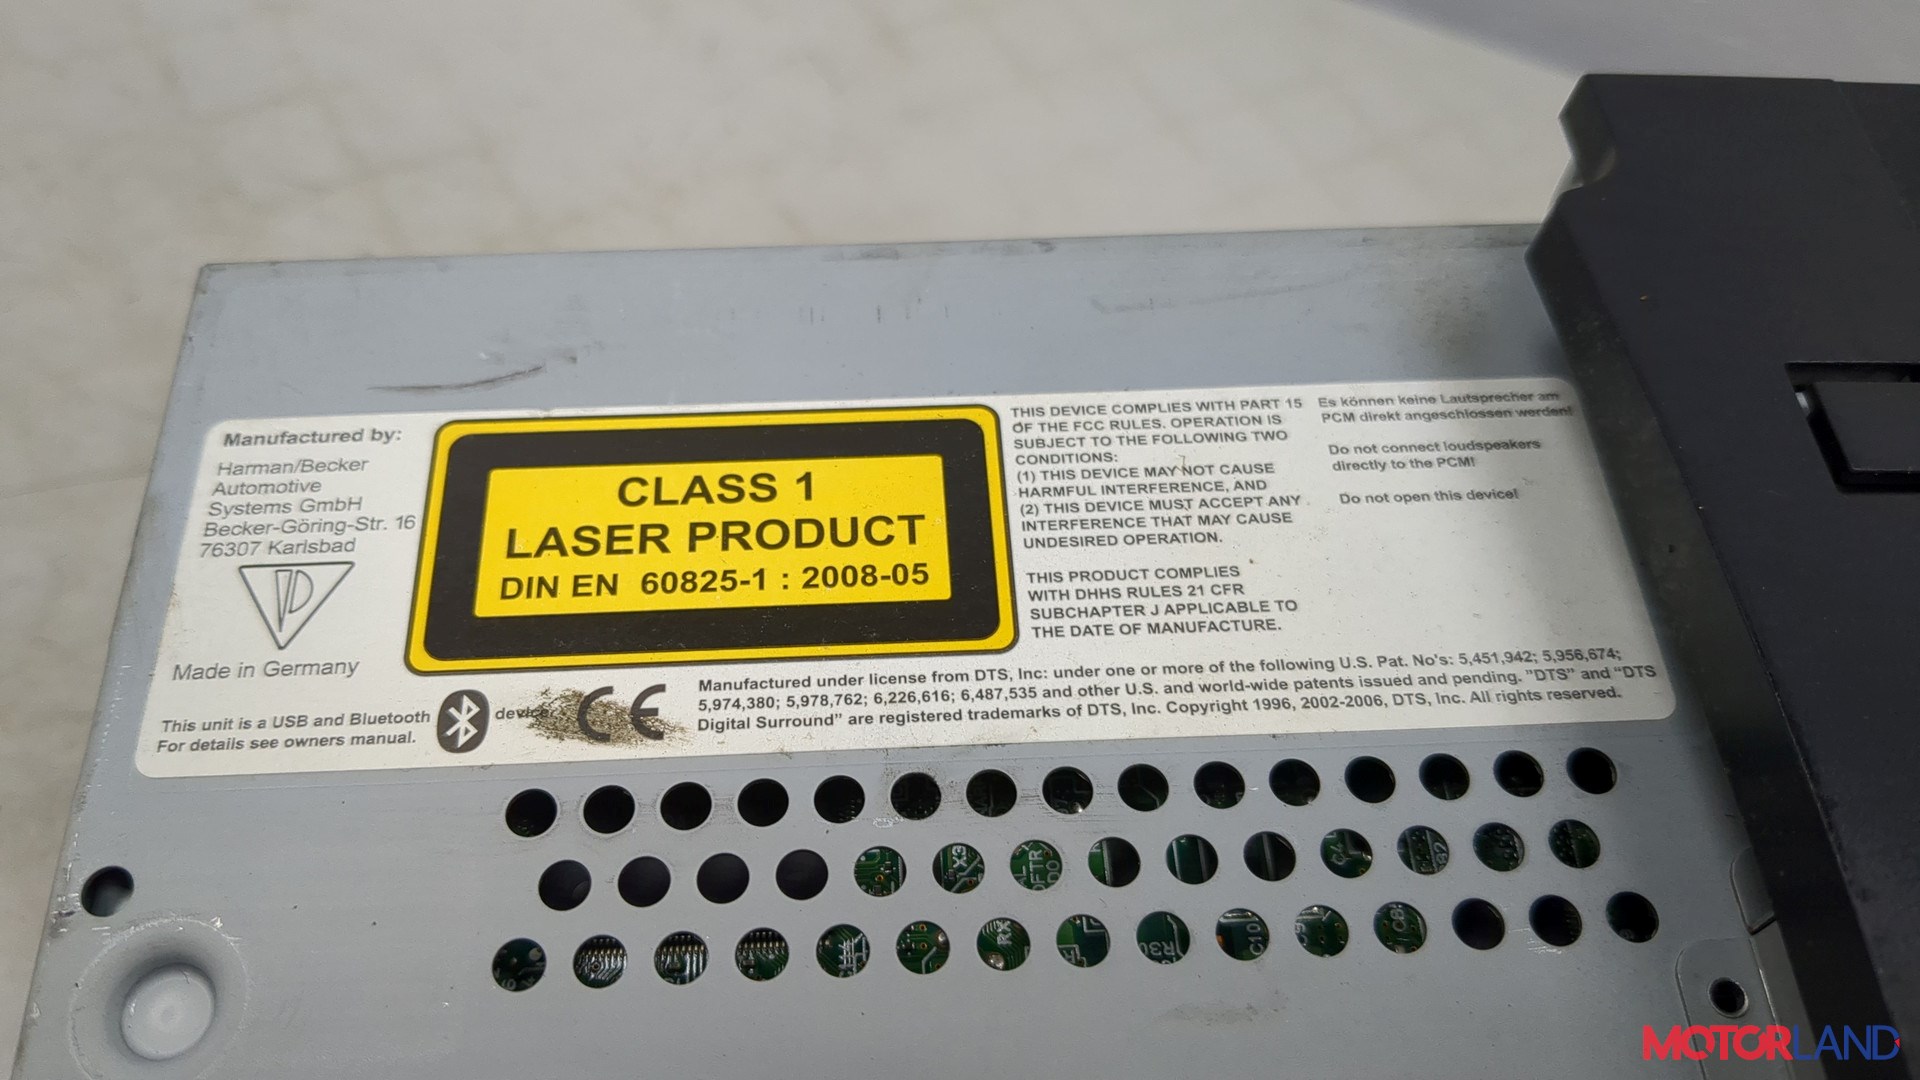 Manufactured by:
Harman/Becker
Automotive
Systems GmbH
Becker-Göring-Str. 16
76307 Karlsbad
Made in Germany
This unit is a USB and Bluetooth device.
For details see owners manual.
CE
CLASS 1
LASER PRODUCT
DIN EN 60825-1 : 2008-05
THIS DEVICE COMPLIES WITH PART 15
OF THE FCC RULES. OPERATION IS
SUBJECT TO THE FOLLOWING TWO
CONDITIONS:
(1) THIS DEVICE MAY NOT CAUSE
HARMFUL INTERFERENCE, AND
(2) THIS DEVICE MUST ACCEPT ANY
INTERFERENCE THAT MAY CAUSE
UNDESIRED OPERATION.
THIS PRODUCT COMPLIES
WITH DHHS RULES 21 CFR
SUBCHAPTER J APPLICABLE TO
THE DATE OF MANUFACTURE.
Es können keine Lautsprecher am
PCM direkt angeschlossen werden!
Do not connect loudspeakers
directly to the PCM!
Do not open this device!
Manufactured under license from DTS, Inc: under one or more of the following U.S. Pat. No's: 5,451,942; 5,956,674;
5,974,380; 5,978,762; 6,226,616; 6,487,535 and other U.S. and world-wide patents issued and pending. "DTS" and "DTS
Digital Surround" are registered trademarks of DTS, Inc. Copyright 1996, 2002-2006, DTS, Inc. All rights reserved.
X3
RX
R30
C10
MOTORLAND